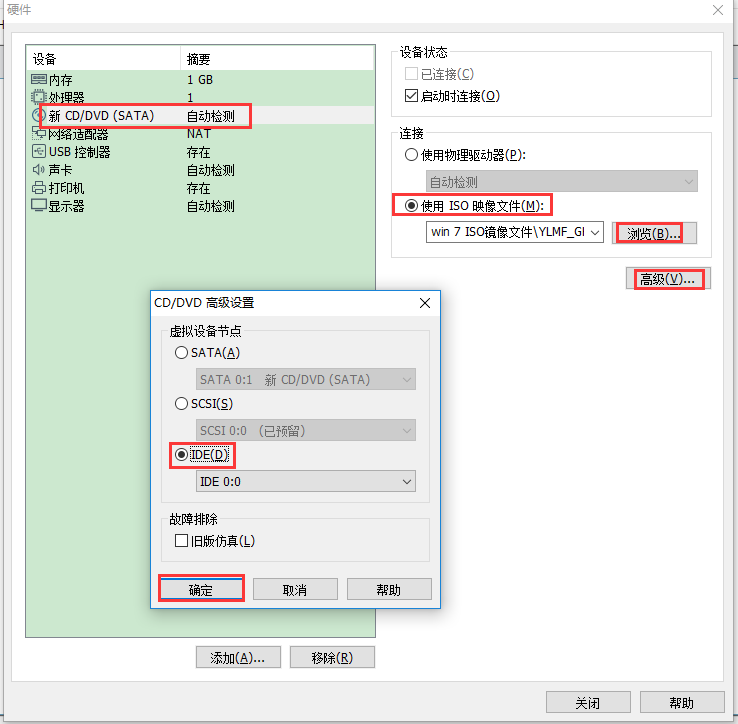 硬件
设备 摘要
内存 1 GB
处理器 1
新 CD/DVD (SATA) 自动检测
网络适配器 NAT
USB 控制器 存在
声卡 自动检测
打印机 存在
显示器 自动检测
设备状态
已连接(C)
启动时连接(O)
连接
使用物理驱动器(P):
自动检测
使用 ISO 映像文件(M):
win 7 ISO镜像文件\YLMF_GI
浏览(B)...
高级(V)...
CD/DVD 高级设置
虚拟设备节点
SATA(A)
SATA 0:1 新 CD/DVD (SATA)
SCSI(S)
SCSI 0:0 (已预留)
IDE(D)
IDE 0:0
故障排除
旧版仿真(L)
确定 取消 帮助
添加(A)... 移除(R)
关闭 帮助